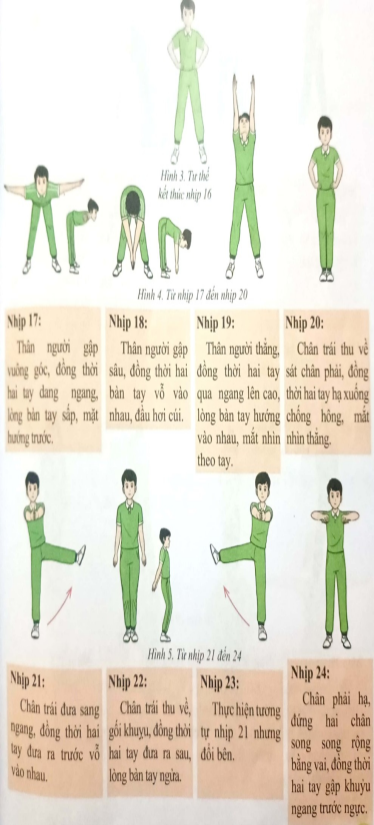 Hình 3. Tư thế
kết thúc nhịp 16
Hình 4. Từ nhịp 17 đến nhịp 20
Nhịp 17:
Thân người gập
vuông góc, đồng thời
hai tay dang ngang,
lòng bàn tay sấp, mặt
hướng trước.
Nhịp 18:
Thân người gập
sâu, đồng thời hai
bàn tay vỗ vào
nhau, đầu hơi cúi.
Nhịp 19:
Thân người thẳng,
đồng thời hai tay
qua ngang lên cao,
lòng bàn tay hướng
vào nhau, mắt nhìn
theo tay.
Nhịp 20:
Chân trái thu về
sát chân phải, đồng
thời hai tay hạ xuống
chống hông, mắt
nhìn thẳng.
Hình 5. Từ nhịp 21 đến 24
Nhịp 21:
Chân trái đưa sang
ngang, đồng thời hai
tay đưa ra trước vỗ
vào nhau.
Nhịp 22:
Chân trái thu về,
gối khuỵu, đồng thời
hai tay đưa ra sau,
lòng bàn tay ngửa.
Nhịp 23:
Thực hiện tương
tự nhịp 21 nhưng
đổi bên.
Nhịp 24:
Chân phải hạ,
đứng hai chân
song song rộng
bằng vai, đồng thời
hai tay gập khuỷu
ngang trước ngực.